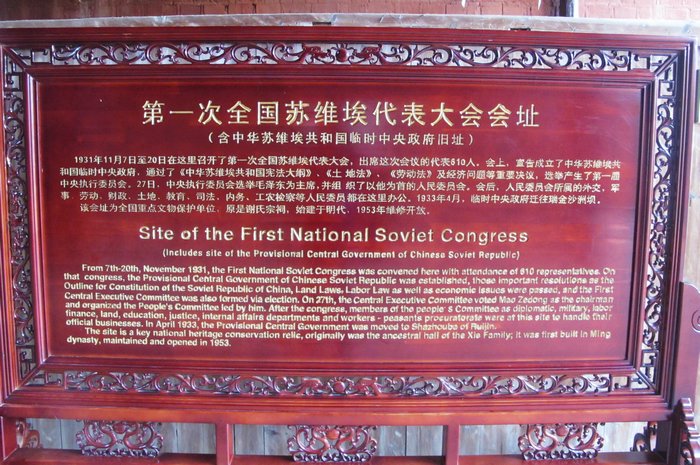 第一次全国苏维埃代表大会会址
（含中华苏维埃共和国临时中央政府旧址）
1931年11月7日至20日在这里召开了第一次全国苏维埃代表大会，出席这次会议的代表610人。会上，宣告成立了中华苏维埃共
和国临时中央政府，通过了《中华苏维埃共和国宪法大纲》、《土地法》、《劳动法》及经济问题等重要决议，选举产生了第一届
中央执行委员会。27日，中央执行委员会选举毛泽东为主席，并组织了以他为首的人民委员会。会后，人民委员会所属的外交，军
事、劳动、财政、土地、教育、司法、内务、工农检察等人民委员都在这里办公。1933年4月，临时中央政府迁往瑞金沙洲坝。
该会址为全国重点文物保护单位，原是谢氏宗祠，始建于明代，1953年维修开放。
Site of the First National Soviet Congress
(Includes site of the Provisional Central Government of Chinese Soviet Republic)
From 7th-20th, November 1931, the First National Soviet Congress was convened here with attendance of 610 representatives. On
that congress, the Provisional Central Government of Chinese Soviet Republic was established, those important resolutions as the
Outline for Constitution of the Soviet Republic of China, Land Laws, Labor Law as well as economic issues were passed, and the First
Central Executive Committee was also formed via election. On 27th, the Central Executive Committee voted Mao Zedong as the chairman
and organized the People's Committee led by him. After the congress, members of the people's Committee as diplomatic, military, labor
finance, land, education, justice, internal affairs departments and workers - peasants procuratorate were at this site to handle their
official businesses. In April 1933, the Provisional Central Government was moved to Shazhouba of Ruijin.
The site is a key national heritage conservation relic, originally was the ancestral hall of the Xie Family; it was first built in Ming
dynasty, maintained and opened in 1953.